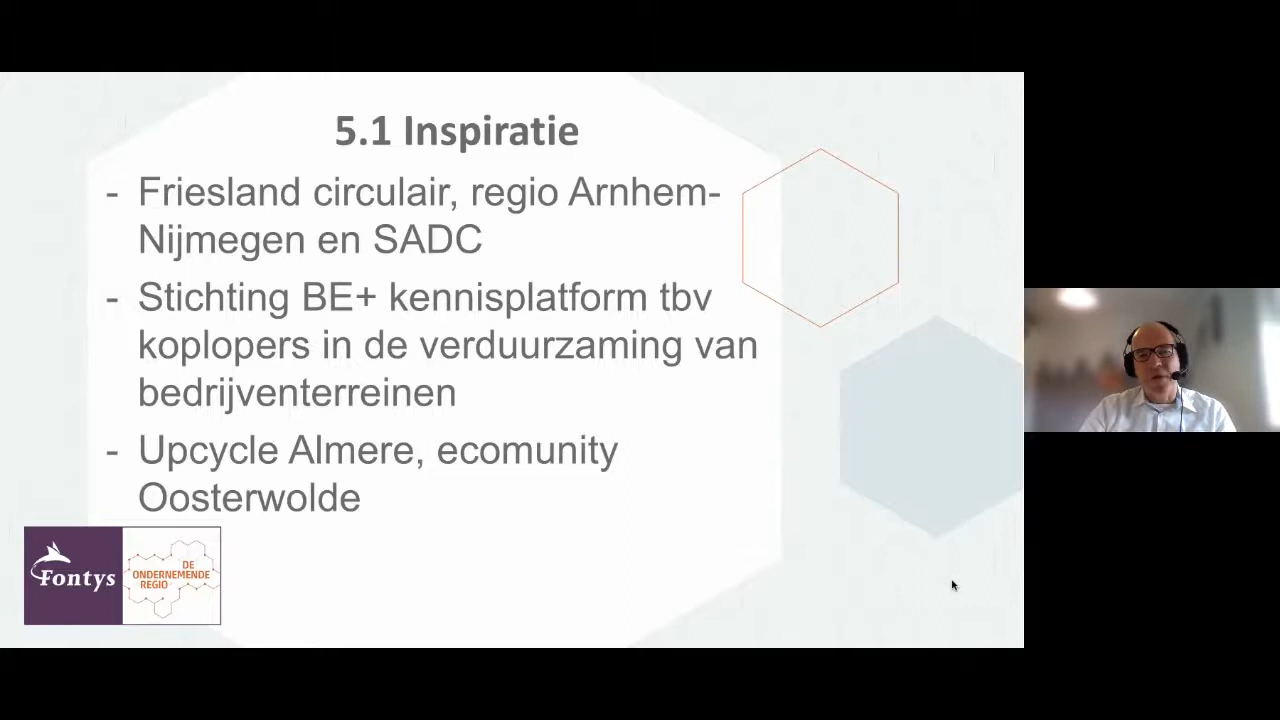 5.1 Inspiratie
- Friesland circulair, regio Arnhem-
Nijmegen en SADC
- Stichting BE+ kennisplatform tbv
koplopers in de verduurzaming van
bedrijventerreinen
- Upcycle Almere, ecomunity
Oosterwolde
Fontys
DE
ONDERNEMENDE
REGIO